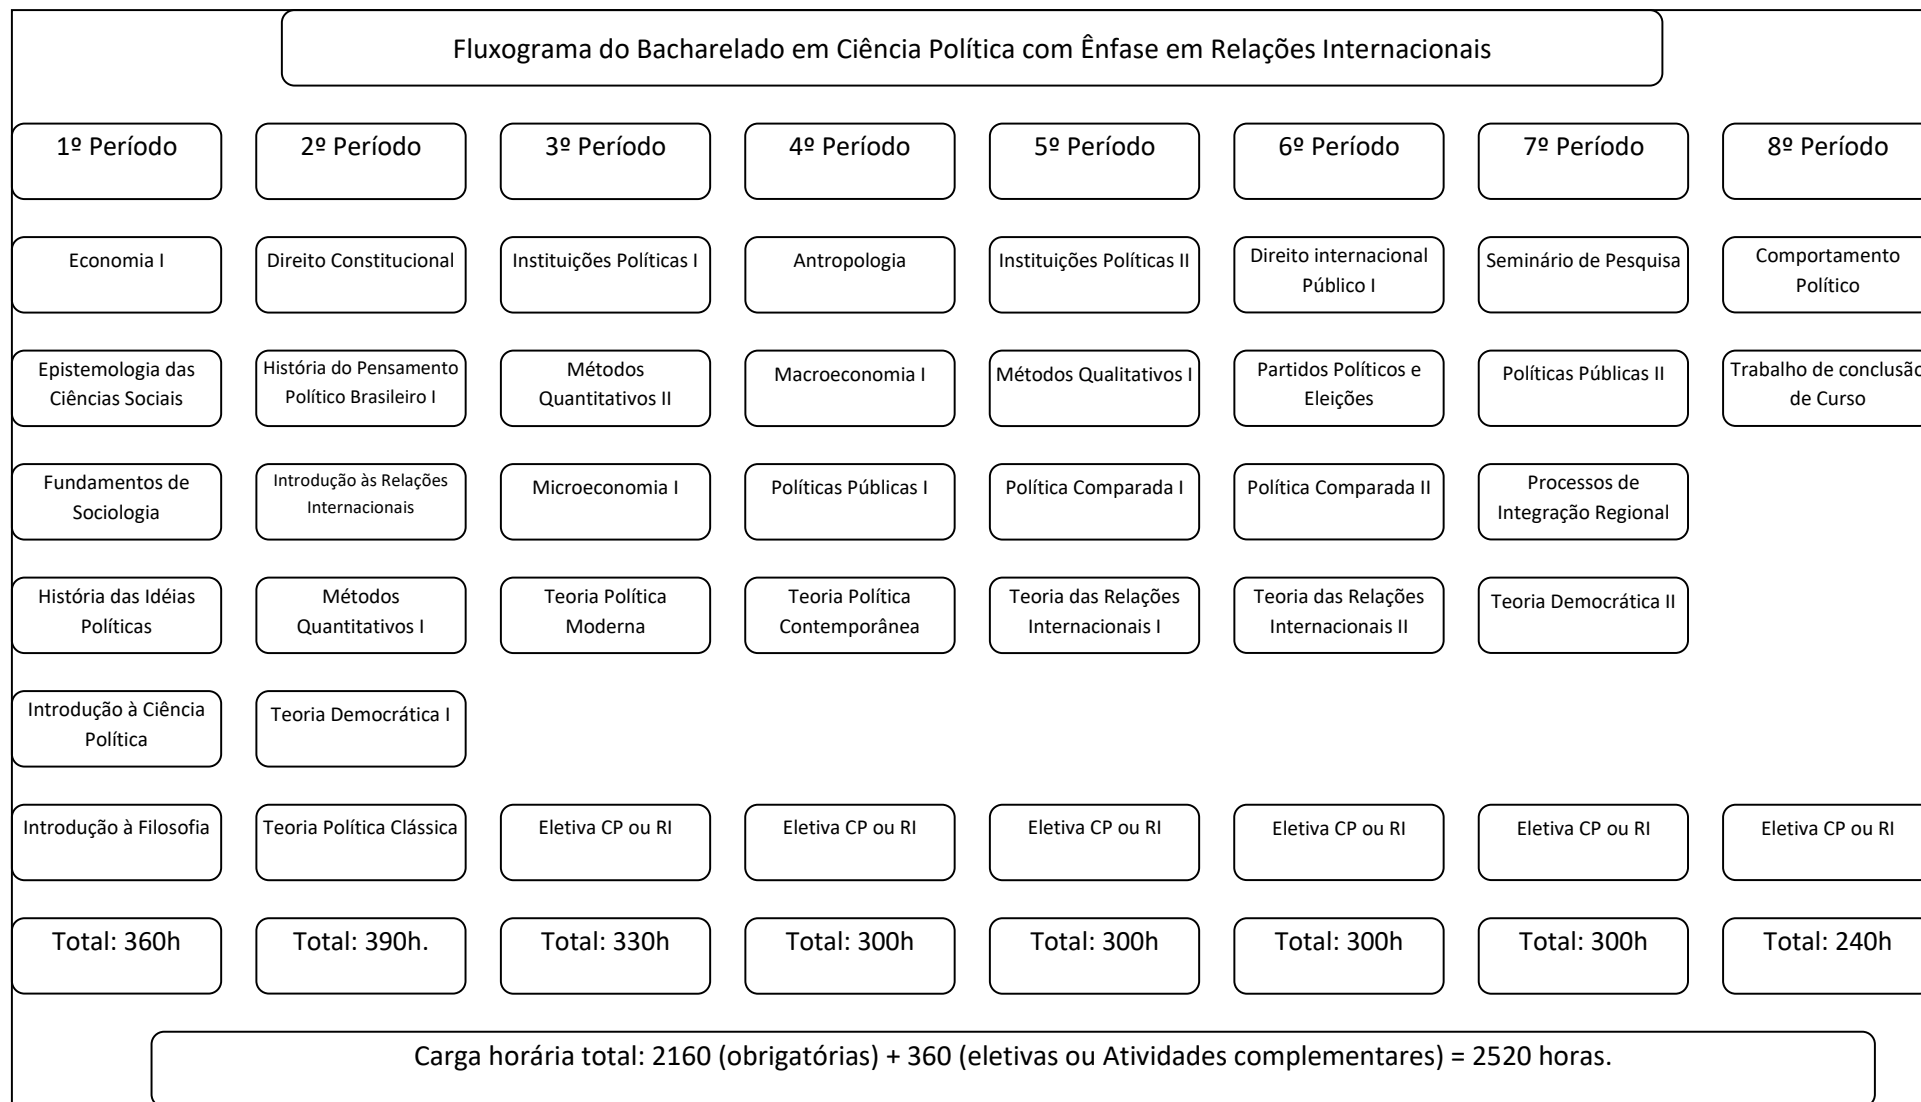 Fluxograma do Bacharelado em Ciência Política com Ênfase em Relações Internacionais
1º Período
2º Período
3º Período
4º Período
5º Período
6º Período
7º Período
8º Período
Economia I
Direito Constitucional
Instituições Políticas I
Antropologia
Instituições Políticas II
Direito internacional
Público I
Seminário de Pesquisa
Comportamento
Político
Epistemologia das
Ciências Sociais
História do Pensamento
Político Brasileiro I
Métodos
Quantitativos II
Macroeconomia I
Métodos Qualitativos I
Partidos Políticos e
Eleições
Políticas Públicas II
Trabalho de conclusão
de Curso
Fundamentos de
Sociologia
Introdução às Relações
Internacionais
Microeconomia I
Políticas Públicas I
Política Comparada I
Política Comparada II
Processos de
Integração Regional
História das Idéias
Políticas
Métodos
Quantitativos I
Teoria Política
Moderna
Teoria Política
Contemporânea
Teoria das Relações
Internacionais I
Teoria das Relações
Internacionais II
Teoria Democrática II
Introdução à Ciência
Política
Teoria Democrática I
Introdução à Filosofia
Teoria Política Clássica
Eletiva CP ou RI
Eletiva CP ou RI
Eletiva CP ou RI
Eletiva CP ou RI
Eletiva CP ou RI
Eletiva CP ou RI
Total: 360h
Total: 390h.
Total: 330h
Total: 300h
Total: 300h
Total: 300h
Total: 300h
Total: 240h
Carga horária total: 2160 (obrigatórias) + 360 (eletivas ou Atividades complementares) = 2520 horas.